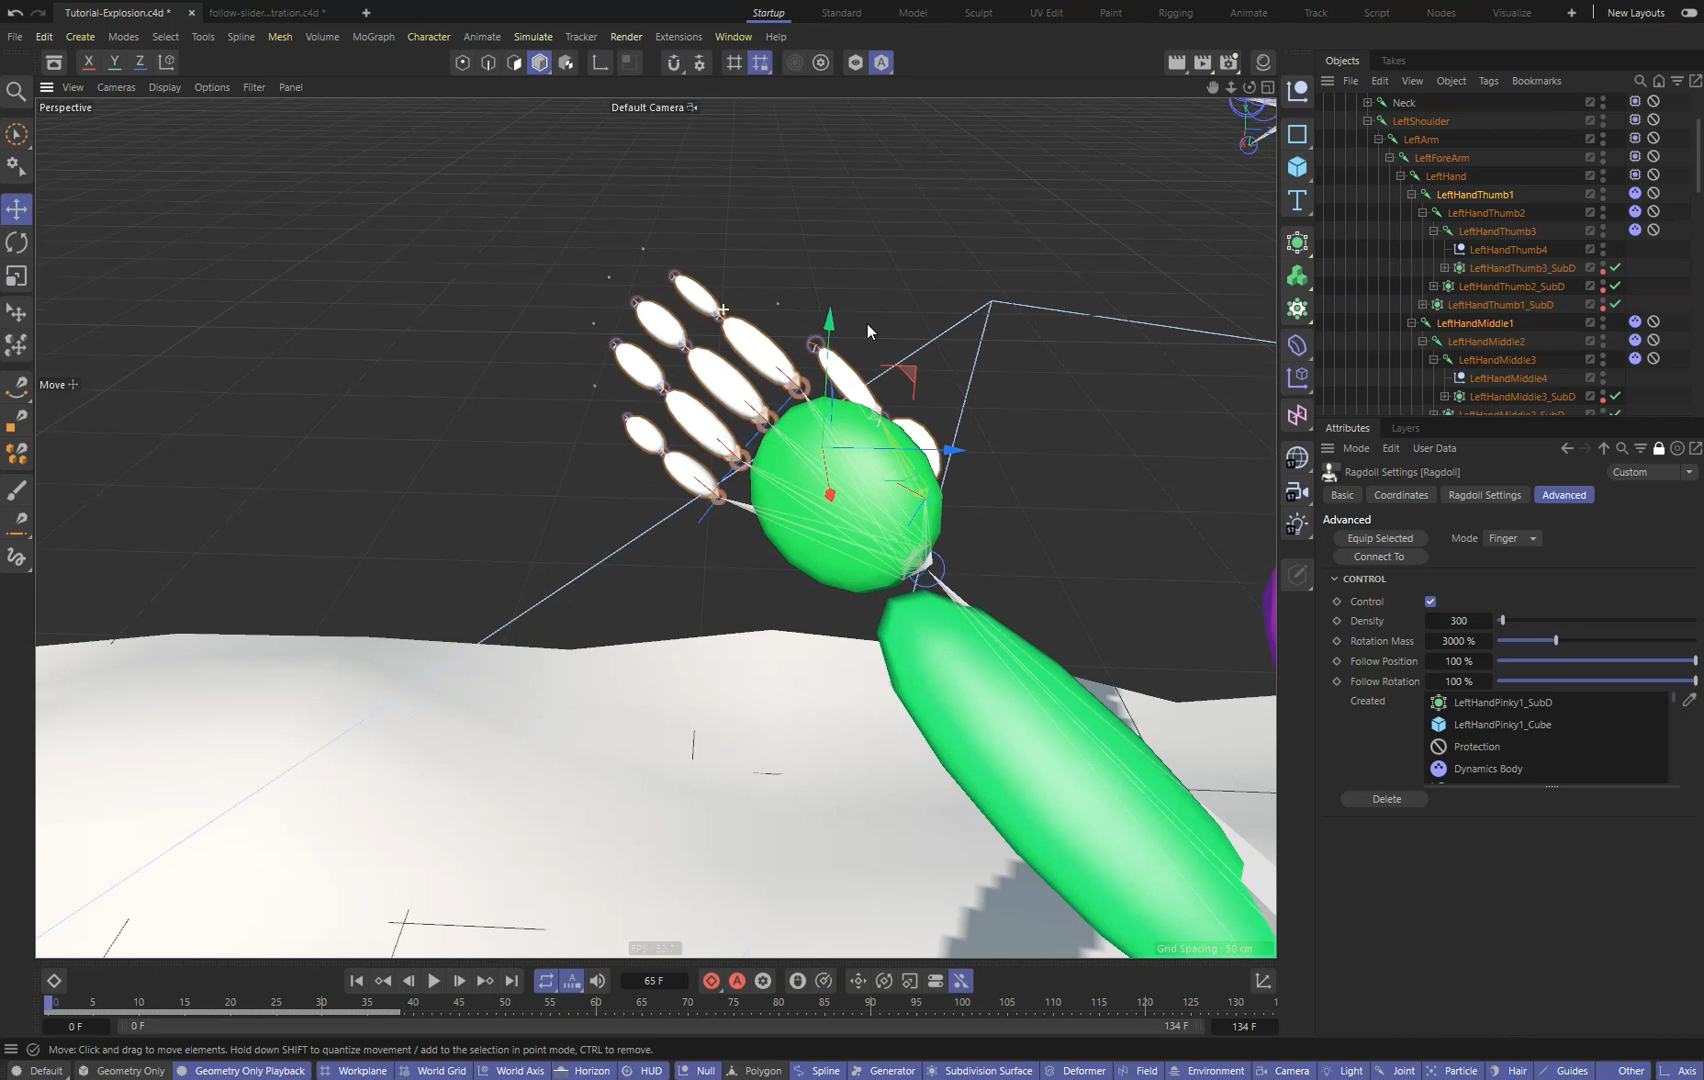 Tutorial-Explosion.c4d *
follow-slider...tration.c4d *
Startup Standard Model Sculpt UV Edit Paint Rigging Animate Track Script Nodes Visualize New Layouts
File Edit Create Modes Select Tools Spline Mesh Volume MoGraph Character Animate Simulate Tracker Render Extensions Window Help
X Y Z
View Cameras Display Options Filter Panel
Perspective
Default Camera
Move
Grid Spacing : 50 cm
Objects Takes
File Edit View Object Tags Bookmarks
Neck
LeftShoulder
LeftArm
LeftForeArm
LeftHand
LeftHandThumb1
LeftHandThumb2
LeftHandThumb3
LeftHandThumb4
LeftHandThumb3_SubD
LeftHandThumb2_SubD
LeftHandThumb1_SubD
LeftHandMiddle1
LeftHandMiddle2
LeftHandMiddle3
LeftHandMiddle4
LeftHandMiddle3_SubD
Attributes Layers
Mode Edit User Data
Ragdoll Settings [Ragdoll]
Custom
Basic Coordinates Ragdoll Settings Advanced
Advanced
Equip Selected Mode Finger
Connect To
CONTROL
Control
Density 300
Rotation Mass 3000 %
Follow Position 100 %
Follow Rotation 100 %
Created
LeftHandPinky1_SubD
LeftHandPinky1_Cube
Protection
Dynamics Body
Delete
65 F
0 5 10 15 20 25 30 35 40 45 50 55 60 65 70 75 80 85 90 95 100 105 110 115 120 125 130 1
0 F 0 F 134 F 134 F
Move: Click and drag to move elements. Hold down SHIFT to quantize movement / add to the selection in point mode, CTRL to remove.
Default Geometry Only Geometry Only Playback Workplane World Grid World Axis Horizon HUD Null Polygon Spline Generator Subdivision Surface Deformer Field Environment Camera Light Joint Particle Hair Guides Other Axis